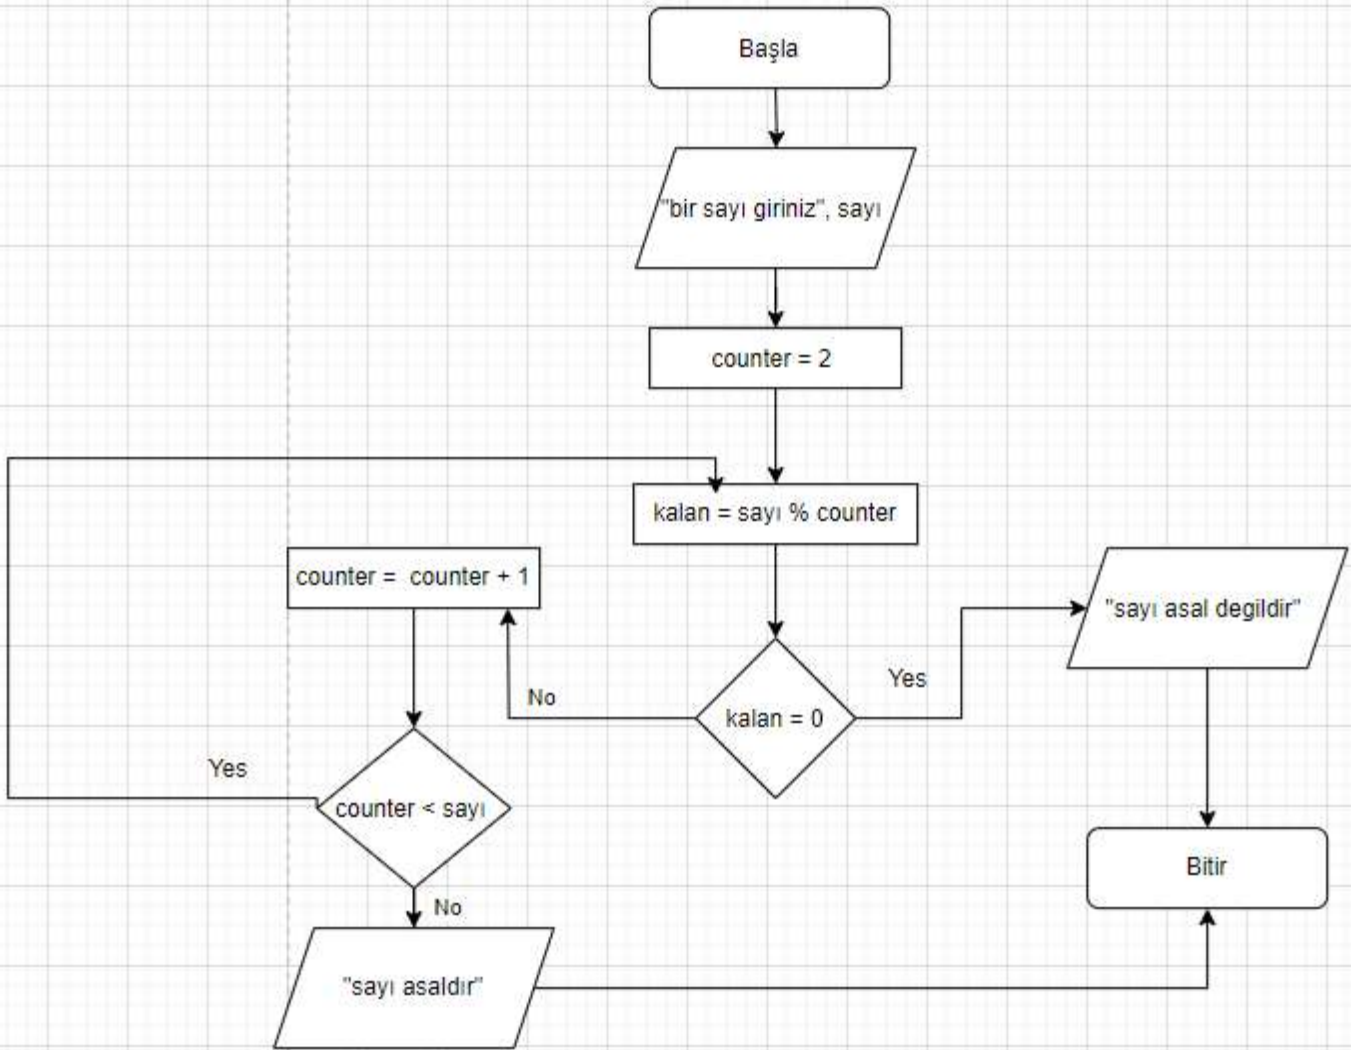 Başla
"bir sayı giriniz", sayı
counter = 2
kalan = sayı % counter
counter = counter + 1
"sayı asal degildir"
Yes
No
kalan = 0
Yes
counter < sayı
Bitir
No
"sayı asaldır"